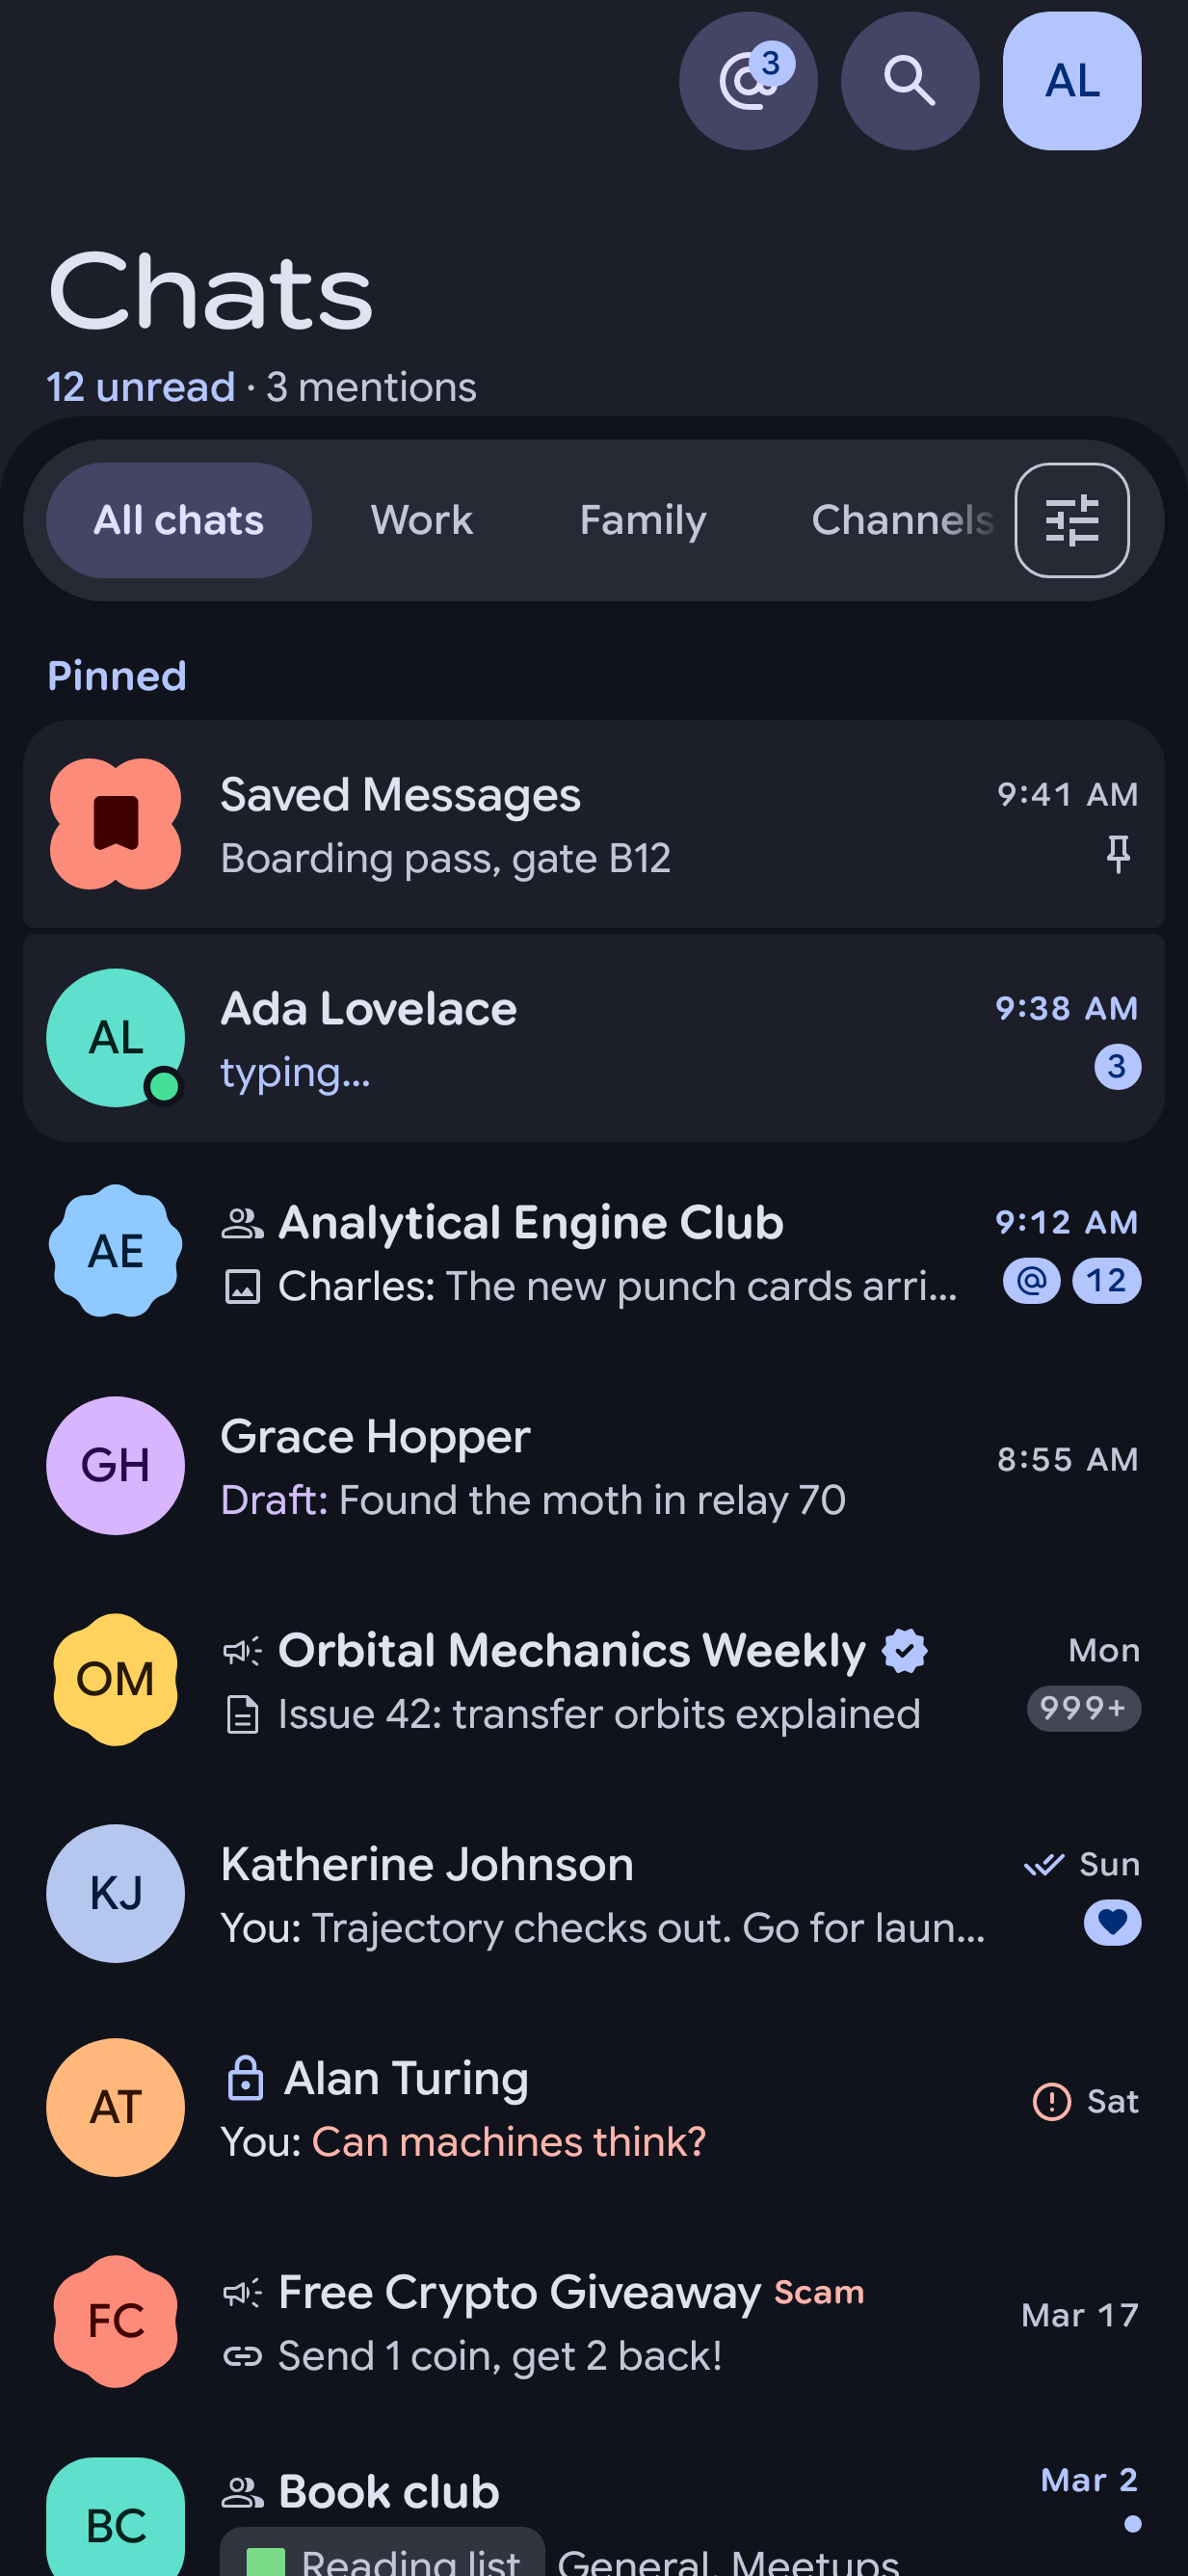 3
AL
Chats
12 unread · 3 mentions
All chats Work Family Channels
Pinned
Saved Messages 9:41 AM
Boarding pass, gate B12
AL Ada Lovelace 9:38 AM
typing... 3
AE Analytical Engine Club 9:12 AM
Charles: The new punch cards arri... @ 12
GH Grace Hopper 8:55 AM
Draft: Found the moth in relay 70
OM Orbital Mechanics Weekly Mon
Issue 42: transfer orbits explained 999+
KJ Katherine Johnson Sun
You: Trajectory checks out. Go for laun...
AT Alan Turing Sat
You: Can machines think?
FC Free Crypto Giveaway Scam Mar 17
Send 1 coin, get 2 back!
BC Book club Mar 2
Reading list General, Meetups